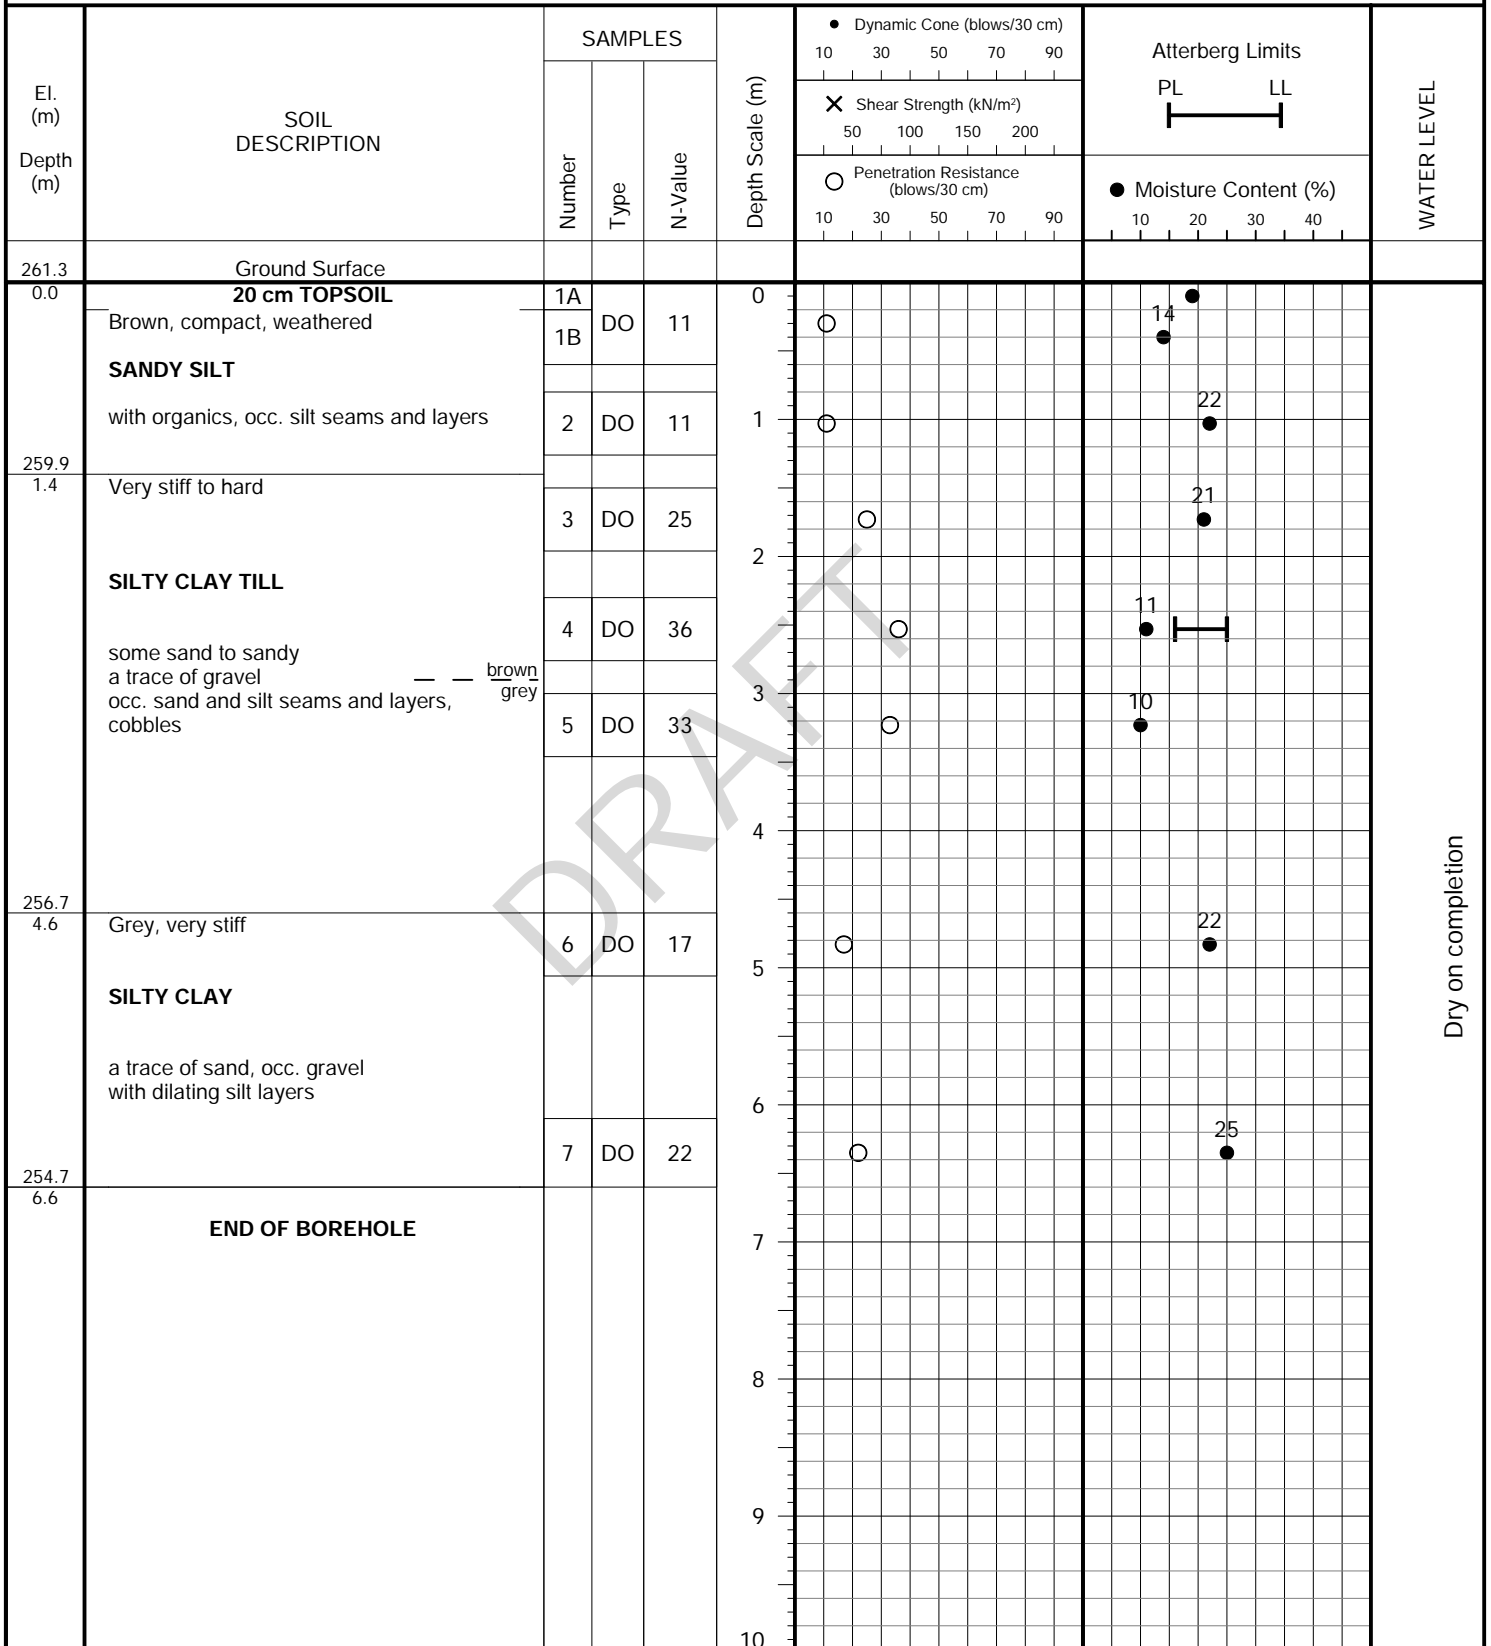 El.
(m)
Depth
(m)
SOIL
DESCRIPTION
SAMPLES
Number
Type
N-Value
Depth Scale (m)
● Dynamic Cone (blows/30 cm)
10 30 50 70 90
✕ Shear Strength (kN/m²)
50 100 150 200
○ Penetration Resistance
(blows/30 cm)
10 30 50 70 90
Atterberg Limits
PL LL
● Moisture Content (%)
10 20 30 40
WATER LEVEL
261.3 Ground Surface
0.0 20 cm TOPSOIL 1A 0
Brown, compact, weathered 1B DO 11 14
SANDY SILT
with organics, occ. silt seams and layers 2 DO 11 1 22
259.9
1.4 Very stiff to hard
3 DO 25 21
2
SILTY CLAY TILL
4 DO 36 11
some sand to sandy
a trace of gravel brown
occ. sand and silt seams and layers, grey 3
cobbles 5 DO 33 10
4
256.7
4.6 Grey, very stiff
6 DO 17 22
5
SILTY CLAY
a trace of sand, occ. gravel
with dilating silt layers
6
7 DO 22 25
254.7
6.6
END OF BOREHOLE
7
8
9
10
Dry on completion
DRAFT